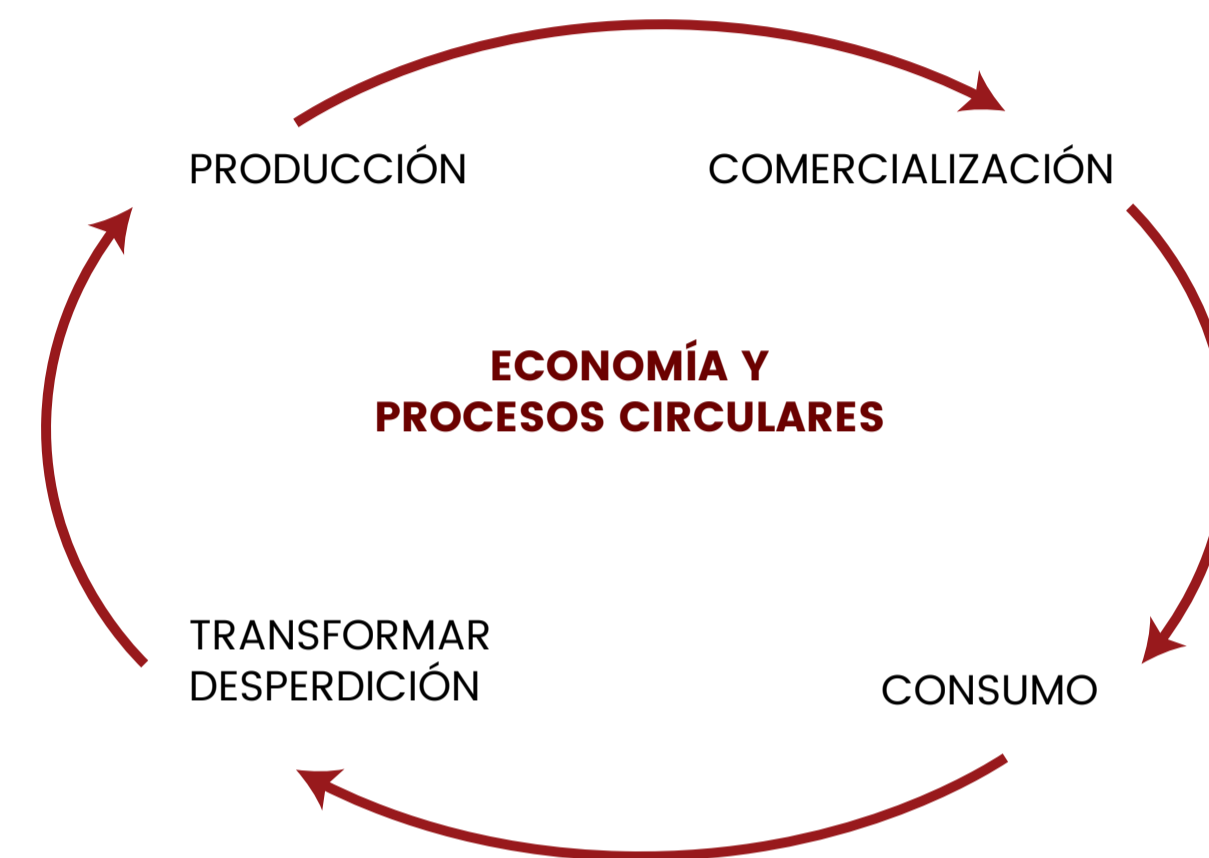 PRODUCCIÓN
COMERCIALIZACIÓN
ECONOMÍA Y
PROCESOS CIRCULARES
TRANSFORMAR
DESPERDICIÓN
CONSUMO